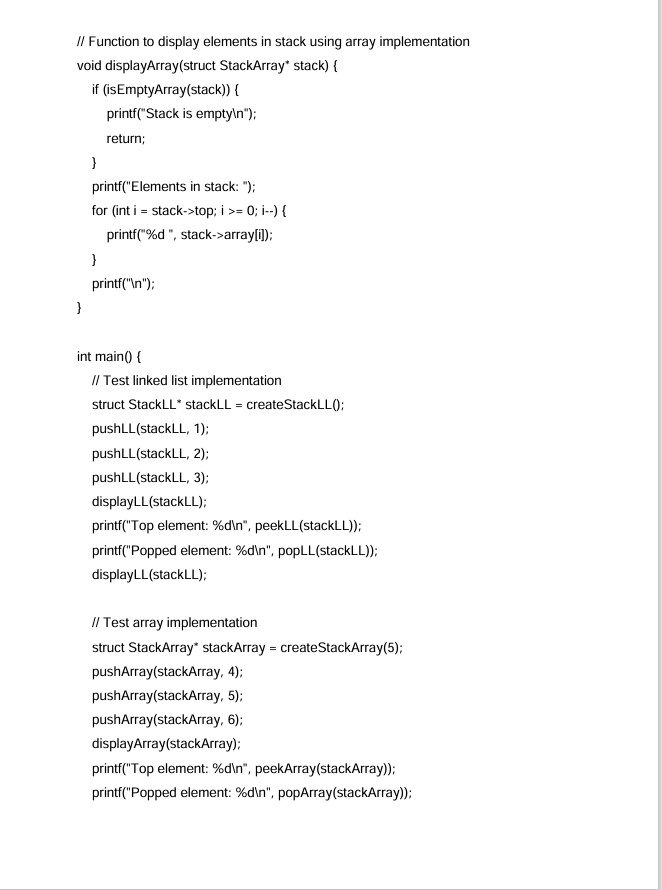 // Function to display elements in stack using array implementation
void displayArray(struct StackArray* stack) {
if (isEmptyArray(stack)) {
printf("Stack is empty\n");
return;
}
printf("Elements in stack: ");
for (int i = stack->top; i >= 0; i--) {
printf("%d ", stack->array[i]);
}
printf("\n");
}
int main() {
// Test linked list implementation
struct StackLL* stackLL = createStackLL();
pushLL(stackLL, 1);
pushLL(stackLL, 2);
pushLL(stackLL, 3);
displayLL(stackLL);
printf("Top element: %d\n", peekLL(stackLL));
printf("Popped element: %d\n", popLL(stackLL));
displayLL(stackLL);
// Test array implementation
struct StackArray* stackArray = createStackArray(5);
pushArray(stackArray, 4);
pushArray(stackArray, 5);
pushArray(stackArray, 6);
displayArray(stackArray);
printf("Top element: %d\n", peekArray(stackArray));
printf("Popped element: %d\n", popArray(stackArray));